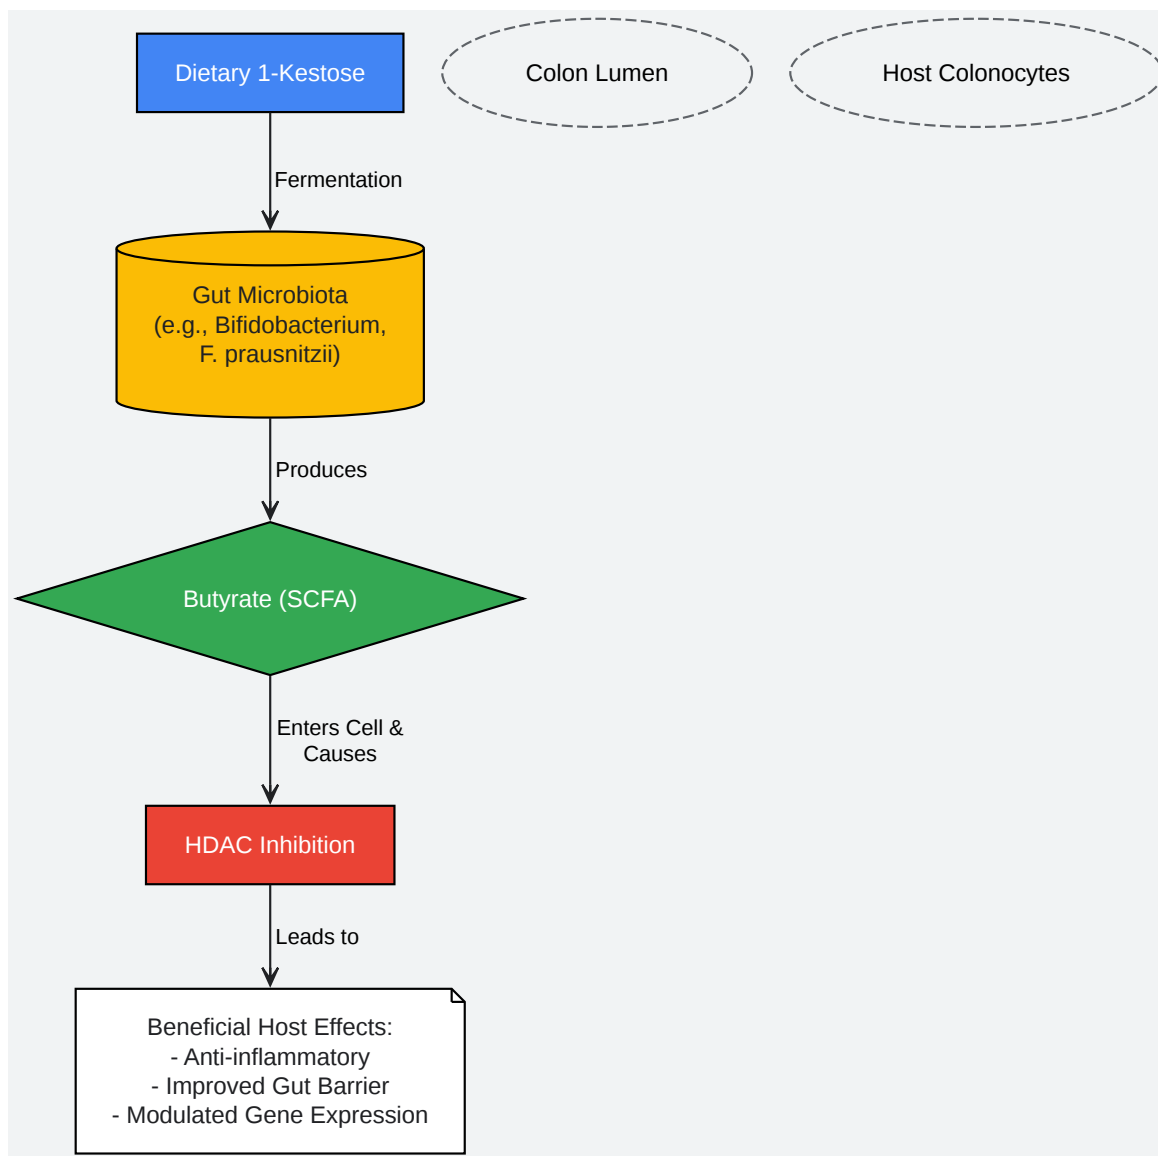 Dietary 1-Kestose
Colon Lumen
Host Colonocytes
Fermentation
Gut Microbiota
(e.g., Bifidobacterium,
F. prausnitzii)
Produces
Butyrate (SCFA)
Enters Cell &
Causes
HDAC Inhibition
Leads to
Beneficial Host Effects:
- Anti-inflammatory
- Improved Gut Barrier
- Modulated Gene Expression